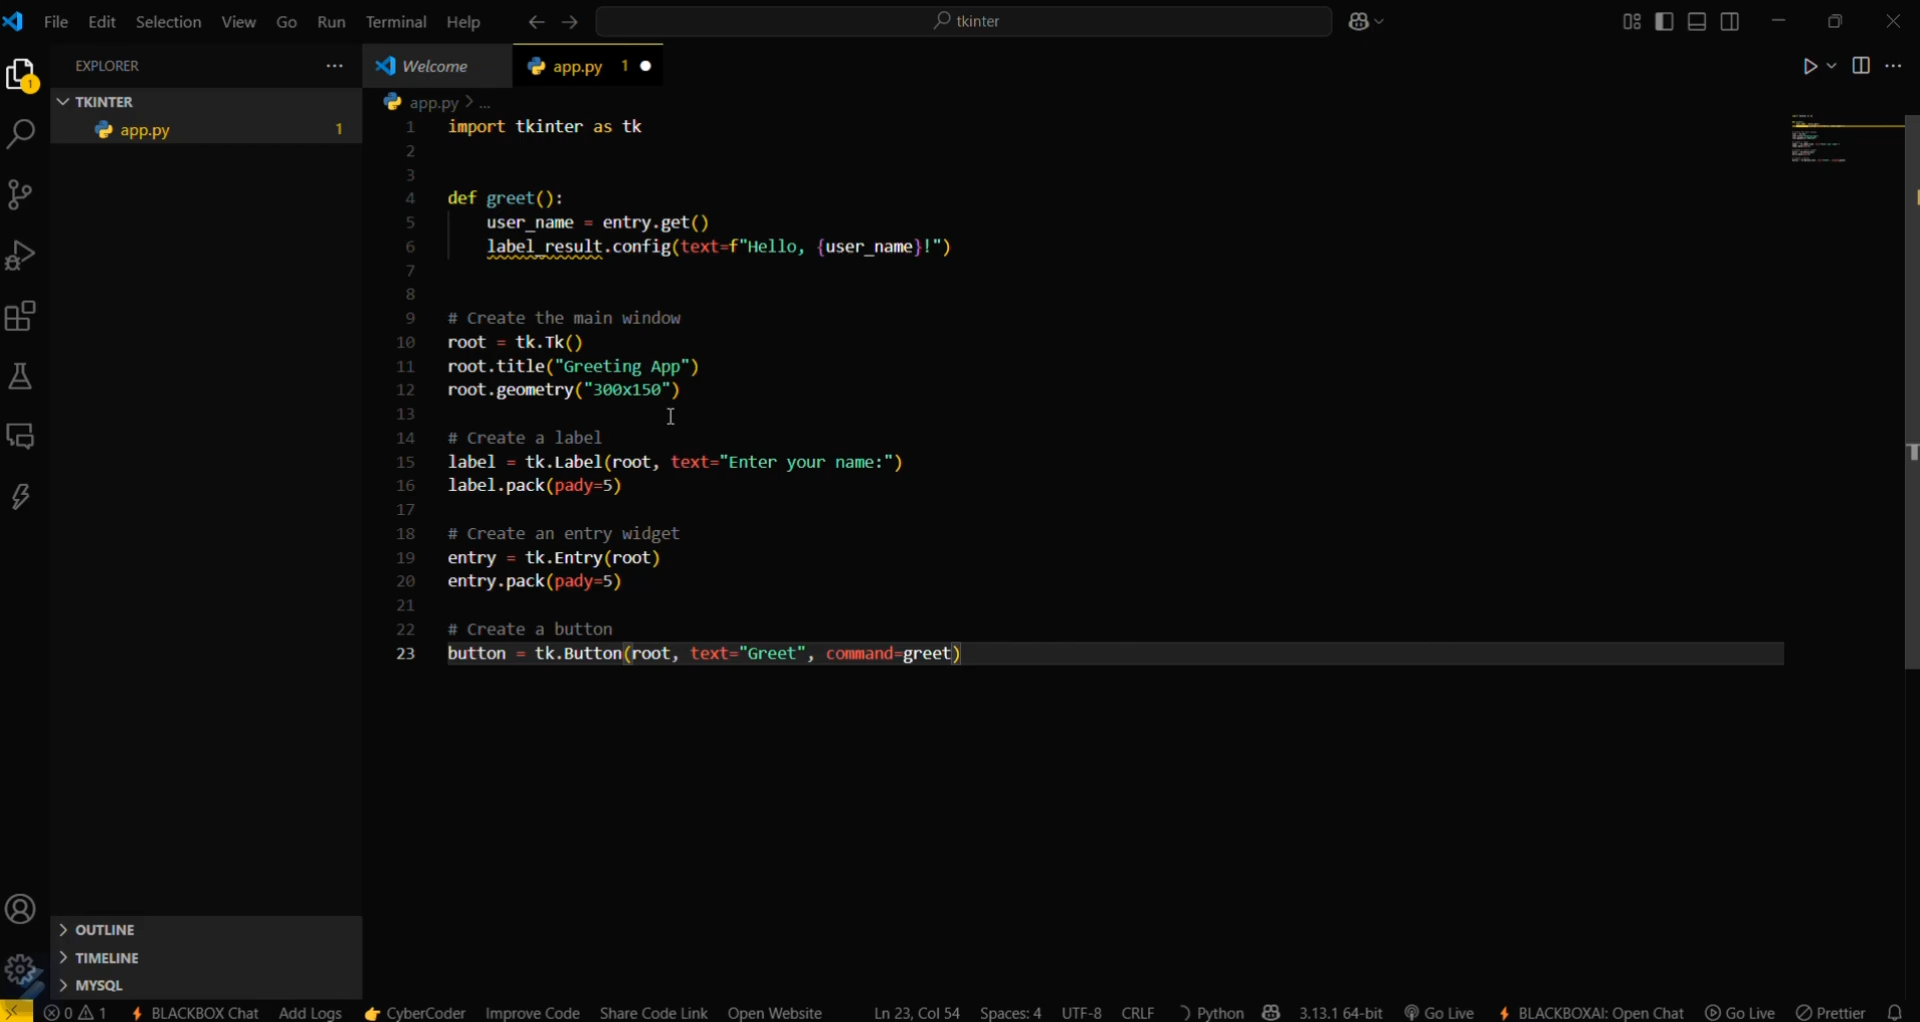 File Edit Selection View Go Run Terminal Help
tkinter
EXPLORER
Welcome
app.py 1
1
TKINTER
app.py 1
app.py > ...
1 import tkinter as tk
2
3
4 def greet():
5 user_name = entry.get()
6 label_result.config(text=f"Hello, {user_name}!")
7
8
9 # Create the main window
10 root = tk.Tk()
11 root.title("Greeting App")
12 root.geometry("300x150")
13
14 # Create a label
15 label = tk.Label(root, text="Enter your name:")
16 label.pack(pady=5)
17
18 # Create an entry widget
19 entry = tk.Entry(root)
20 entry.pack(pady=5)
21
22 # Create a button
23 button = tk.Button(root, text="Greet", command=greet)
OUTLINE
TIMELINE
MYSQL
0 1 BLACKBOX Chat Add Logs CyberCoder Improve Code Share Code Link Open Website Ln 23, Col 54 Spaces: 4 UTF-8 CRLF Python 3.13.1 64-bit Go Live BLACKBOXAI: Open Chat Go Live Prettier